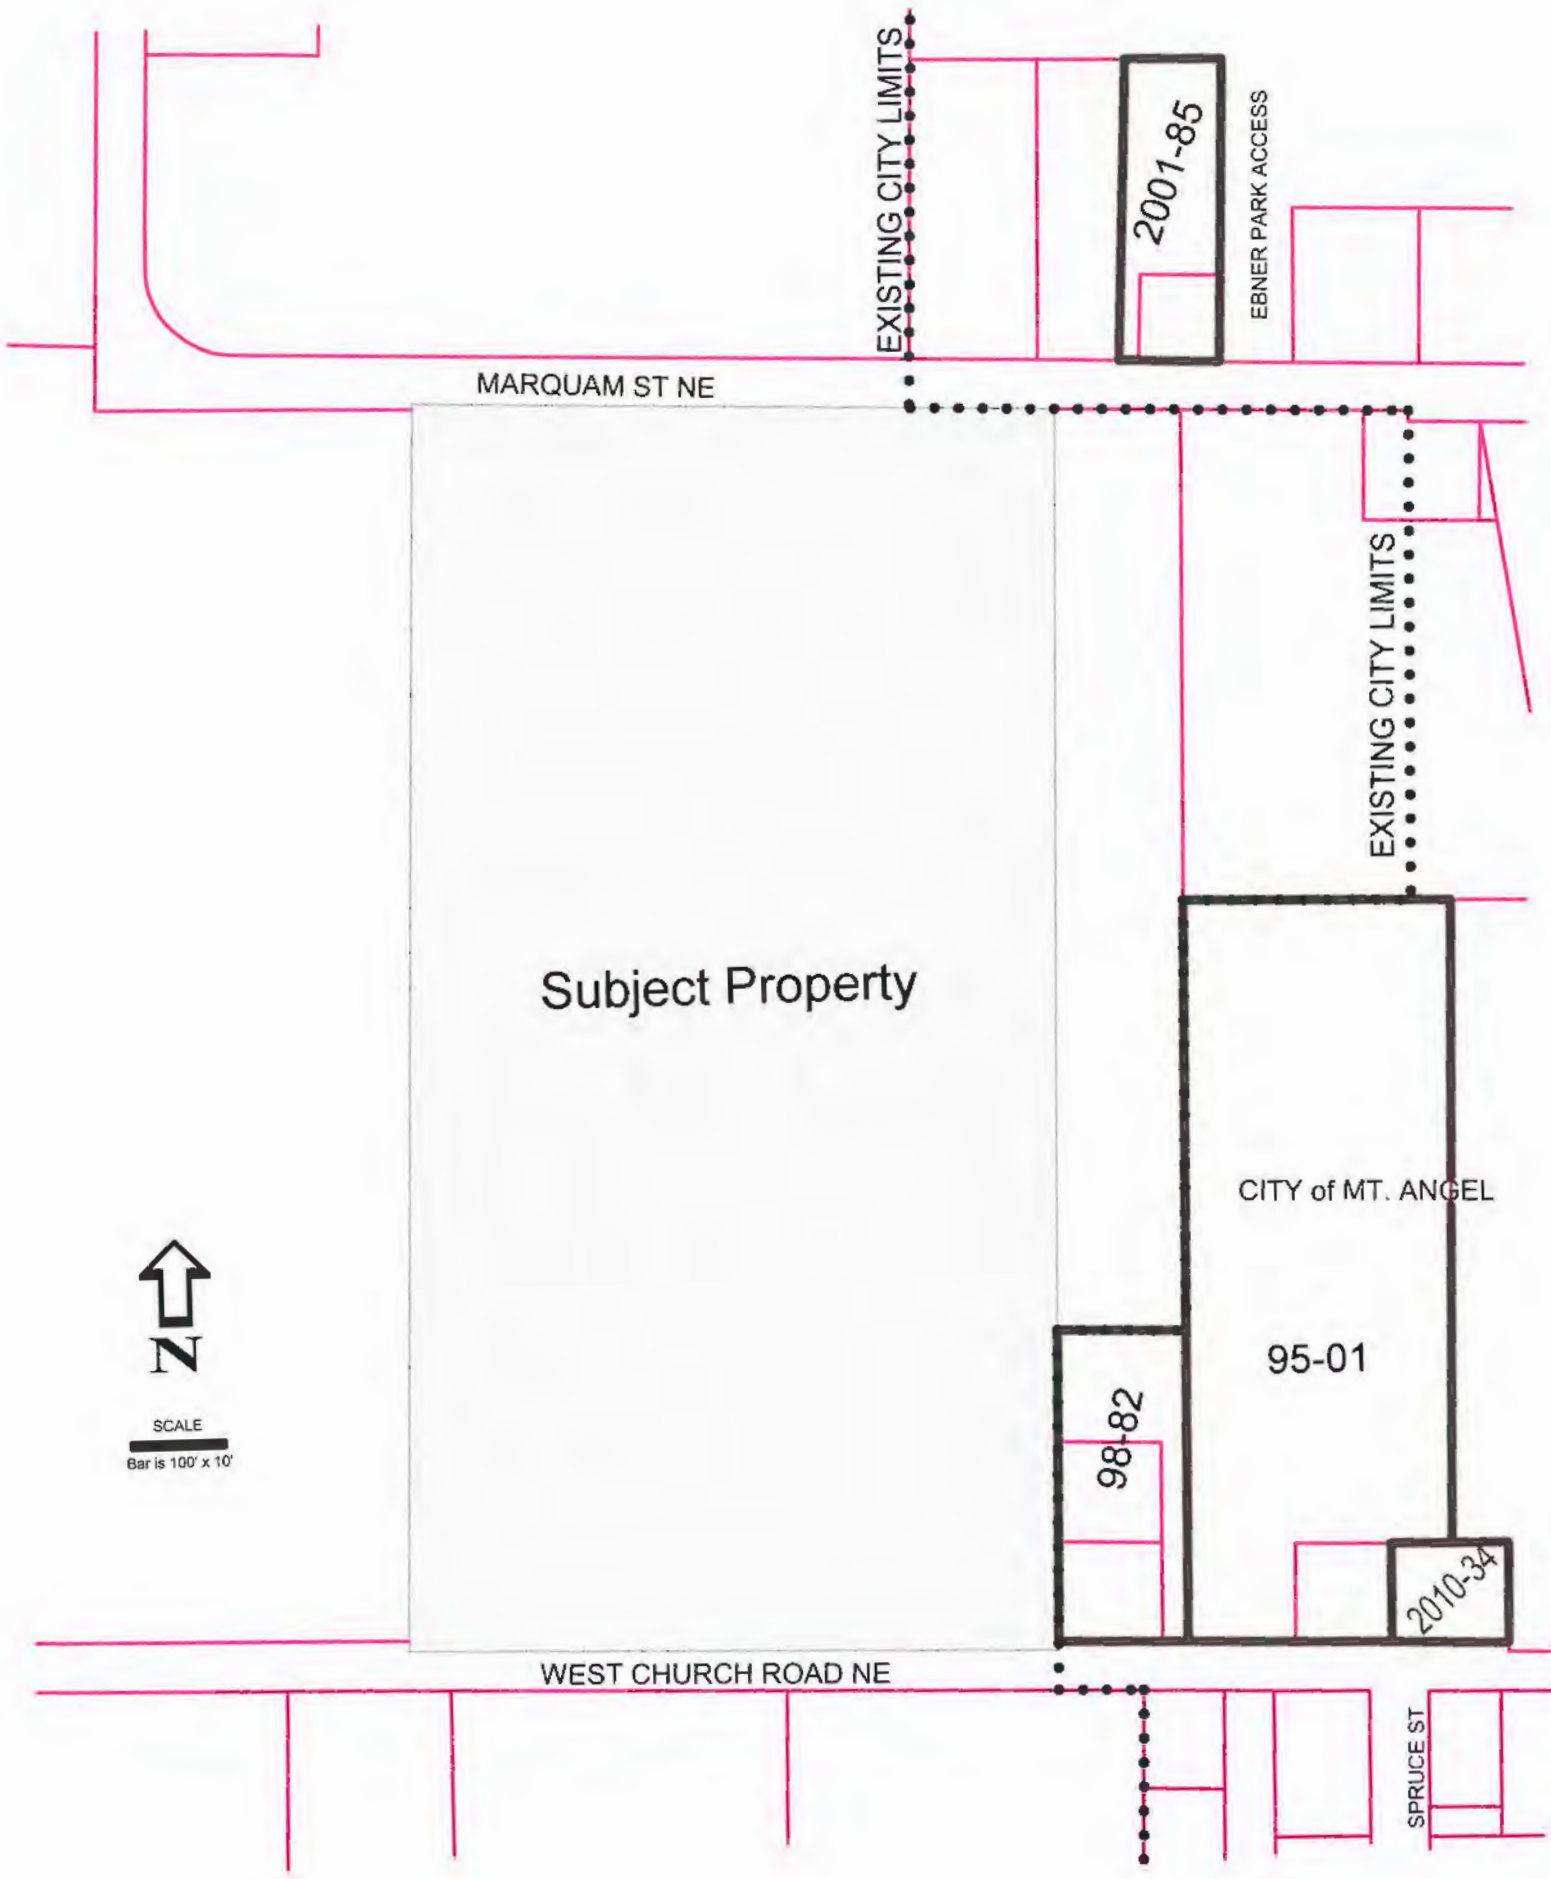 EXISTING CITY LIMITS
2001-85
EBNER PARK ACCESS
MARQUAM ST NE
EXISTING CITY LIMITS
Subject Property
CITY of MT. ANGEL
N
95-01
98-82
SCALE
Bar is 100' x 10'
2010-34
WEST CHURCH ROAD NE
SPRUCE ST